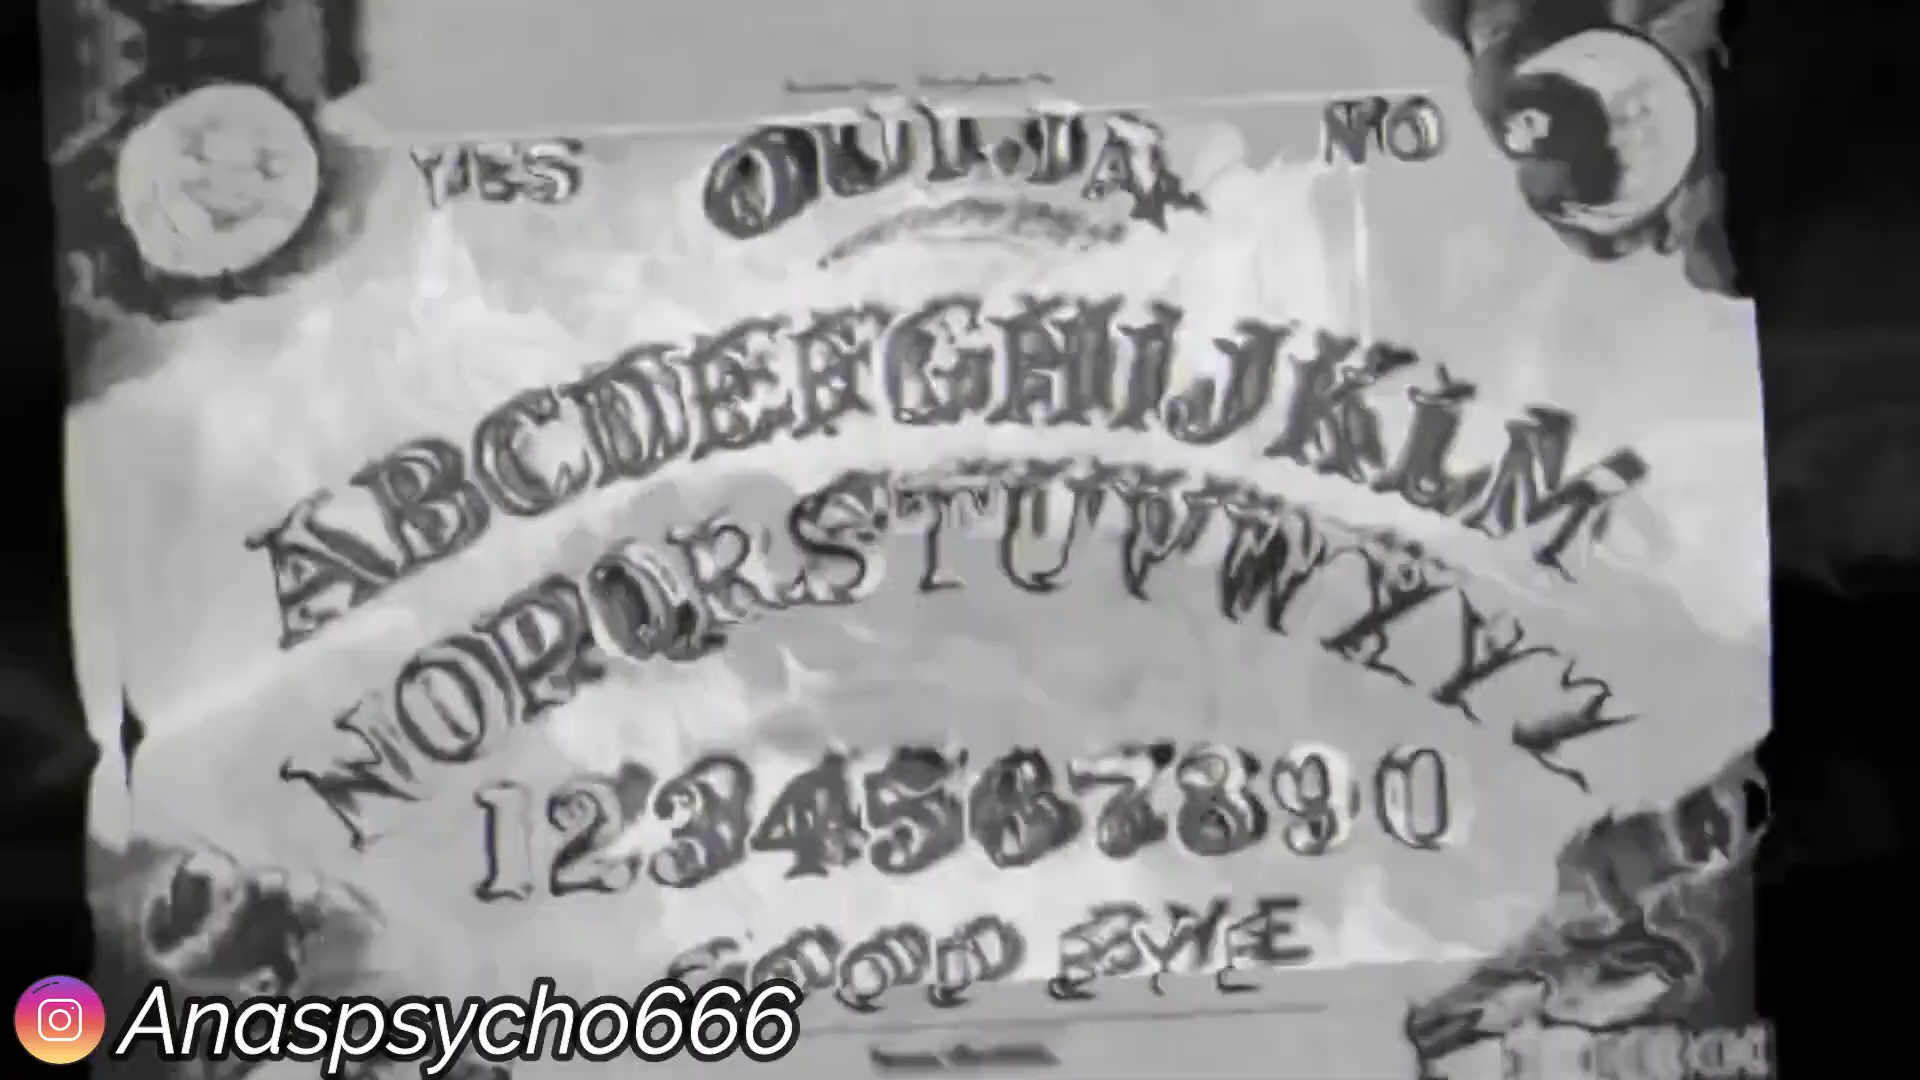 YES OUIJA NO
ABCDEFGHIJKLM
NOPQRSTUVWXYZ
1234567890
GOOD BYE
Anaspsycho666